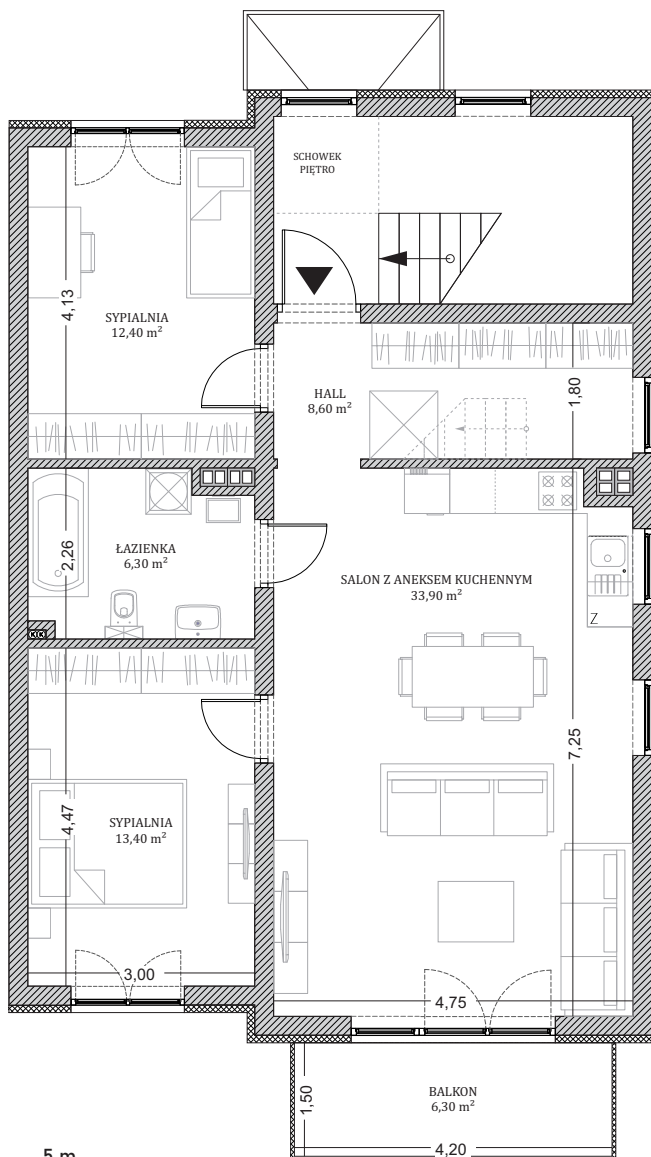 SCHOWEK
PIĘTRO
4,13
SYPIALNIA
12,40 m²
HALL
8,60 m²
1,80
2,26
ŁAZIENKA
6,30 m²
SALON Z ANEKSEM KUCHENNYM
33,90 m²
Z
7,25
4,47
SYPIALNIA
13,40 m²
3,00
4,75
1,50
BALKON
6,30 m²
4,20
5 m